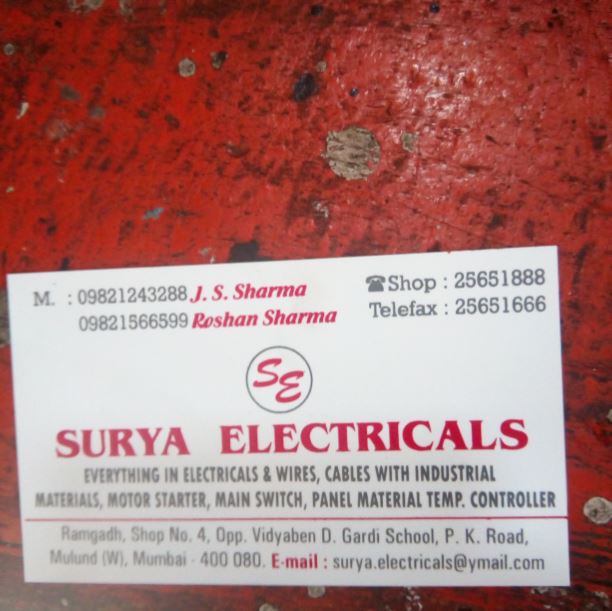 M. : 09821243288 J. S. Sharma
09821566599 Roshan Sharma
☎Shop : 25651888
Telefax : 25651666
SE
SURYA ELECTRICALS
EVERYTHING IN ELECTRICALS & WIRES, CABLES WITH INDUSTRIAL
MATERIALS, MOTOR STARTER, MAIN SWITCH, PANEL MATERIAL TEMP. CONTROLLER
Ramgadh, Shop No. 4, Opp. Vidyaben D. Gardi School, P. K. Road,
Mulund (W), Mumbai - 400 080. E-mail : surya.electricals@ymail.com